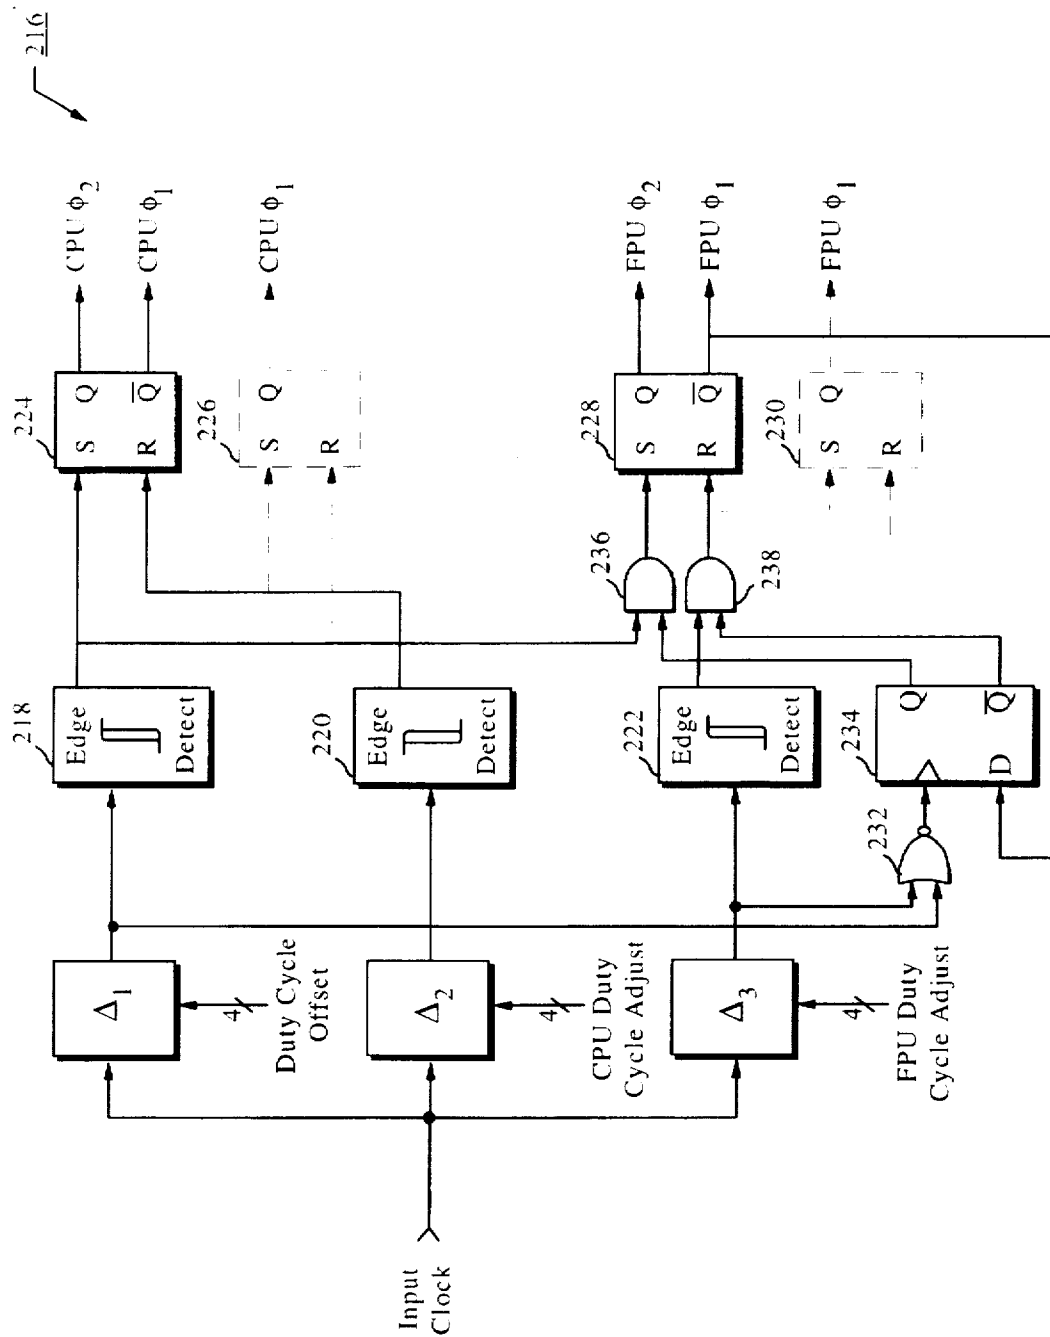 216
CPU ϕ2
CPU ϕ1
CPU ϕ1
FPU ϕ2
FPU ϕ1
FPU ϕ1
224
S Q
R Q̅
226
S Q
R
228
S Q
R Q̅
230
S Q
R
236
238
218
Edge
Detect
220
Edge
Detect
222
Edge
Detect
234
Q
D Q̅
232
Δ1
4
Duty Cycle
Offset
Δ2
4
CPU Duty
Cycle Adjust
Δ3
4
FPU Duty
Cycle Adjust
Input
Clock